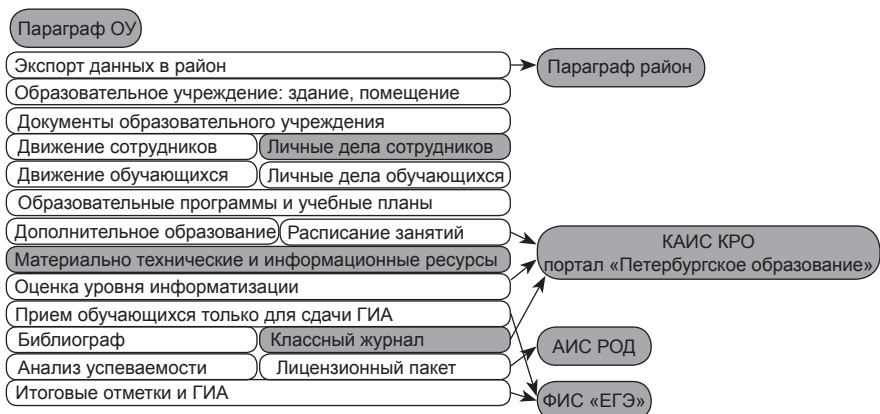 Параграф ОУ
Экспорт данных в район
Параграф район
Образовательное учреждение: здание, помещение
Документы образовательного учреждения
Движение сотрудников
Личные дела сотрудников
Движение обучающихся
Личные дела обучающихся
Образовательные программы и учебные планы
Дополнительное образование
Расписание занятий
КАИС КРО
портал «Петербургское образование»
Материально технические и информационные ресурсы
Оценка уровня информатизации
Прием обучающихся только для сдачи ГИА
Библиограф
Классный журнал
АИС РОД
Анализ успеваемости
Лицензионный пакет
Итоговые отметки и ГИА
ФИС «ЕГЭ»